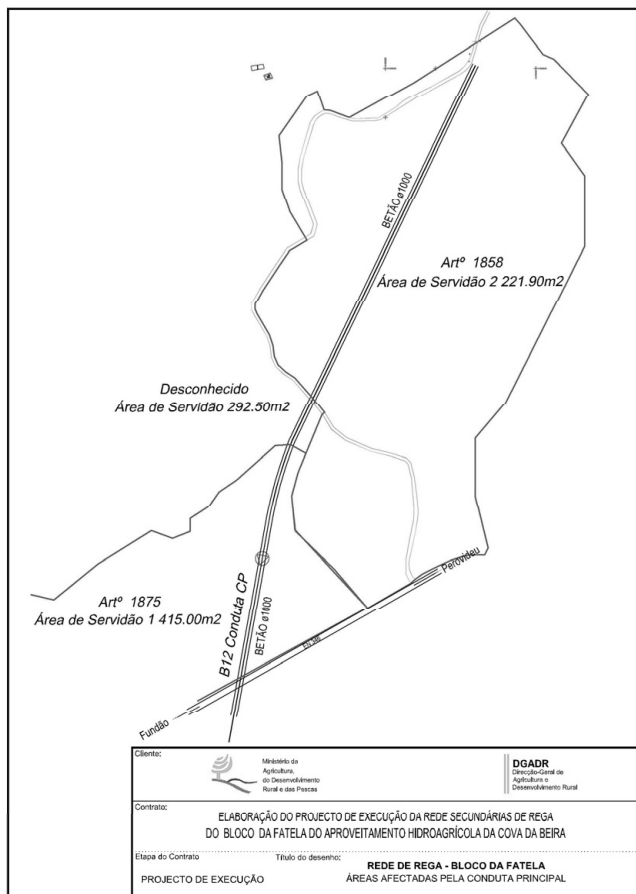 BETÃO ø1000
Artº 1858
Área de Servidão 2 221.90m2
Desconhecido
Área de Servidão 292.50m2
Artº 1875
Área de Servidão 1 415.00m2
B12 Conduta CP
BETÃO ø1100
Perovideu
Fundão
Cliente:
Ministério da
Agricultura,
do Desenvolvimento
Rural e das Pescas
DGADR
Direcção-Geral de
Agricultura e
Desenvolvimento Rural
Contrato:
ELABORAÇÃO DO PROJECTO DE EXECUÇÃO DA REDE SECUNDÁRIAS DE REGA
DO BLOCO DA FATELA DO APROVEITAMENTO HIDROAGRÍCOLA DA COVA DA BEIRA
Etapa do Contrato
Título do desenho:
REDE DE REGA - BLOCO DA FATELA
PROJECTO DE EXECUÇÃO
ÁREAS AFECTADAS PELA CONDUTA PRINCIPAL